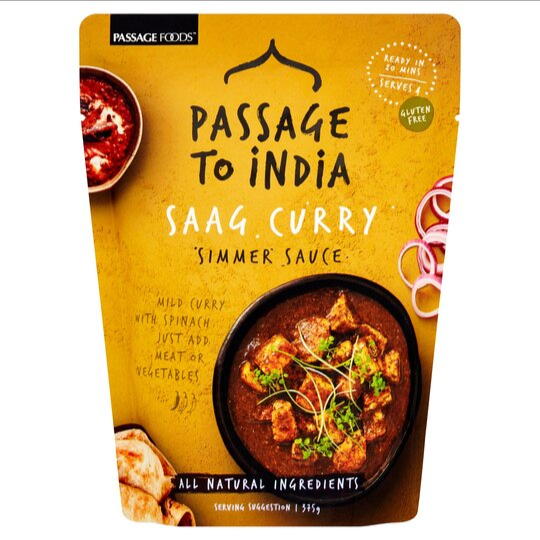 PASSAGE FOODS™
READY IN
20 MINS
SERVES 4
GLUTEN
FREE
PASSAGE
TO INDIA
SAAG CURRY
SIMMER SAUCE
MILD CURRY
WITH SPINACH
JUST ADD
MEAT OR
VEGETABLES
ALL NATURAL INGREDIENTS
SERVING SUGGESTION | 375g